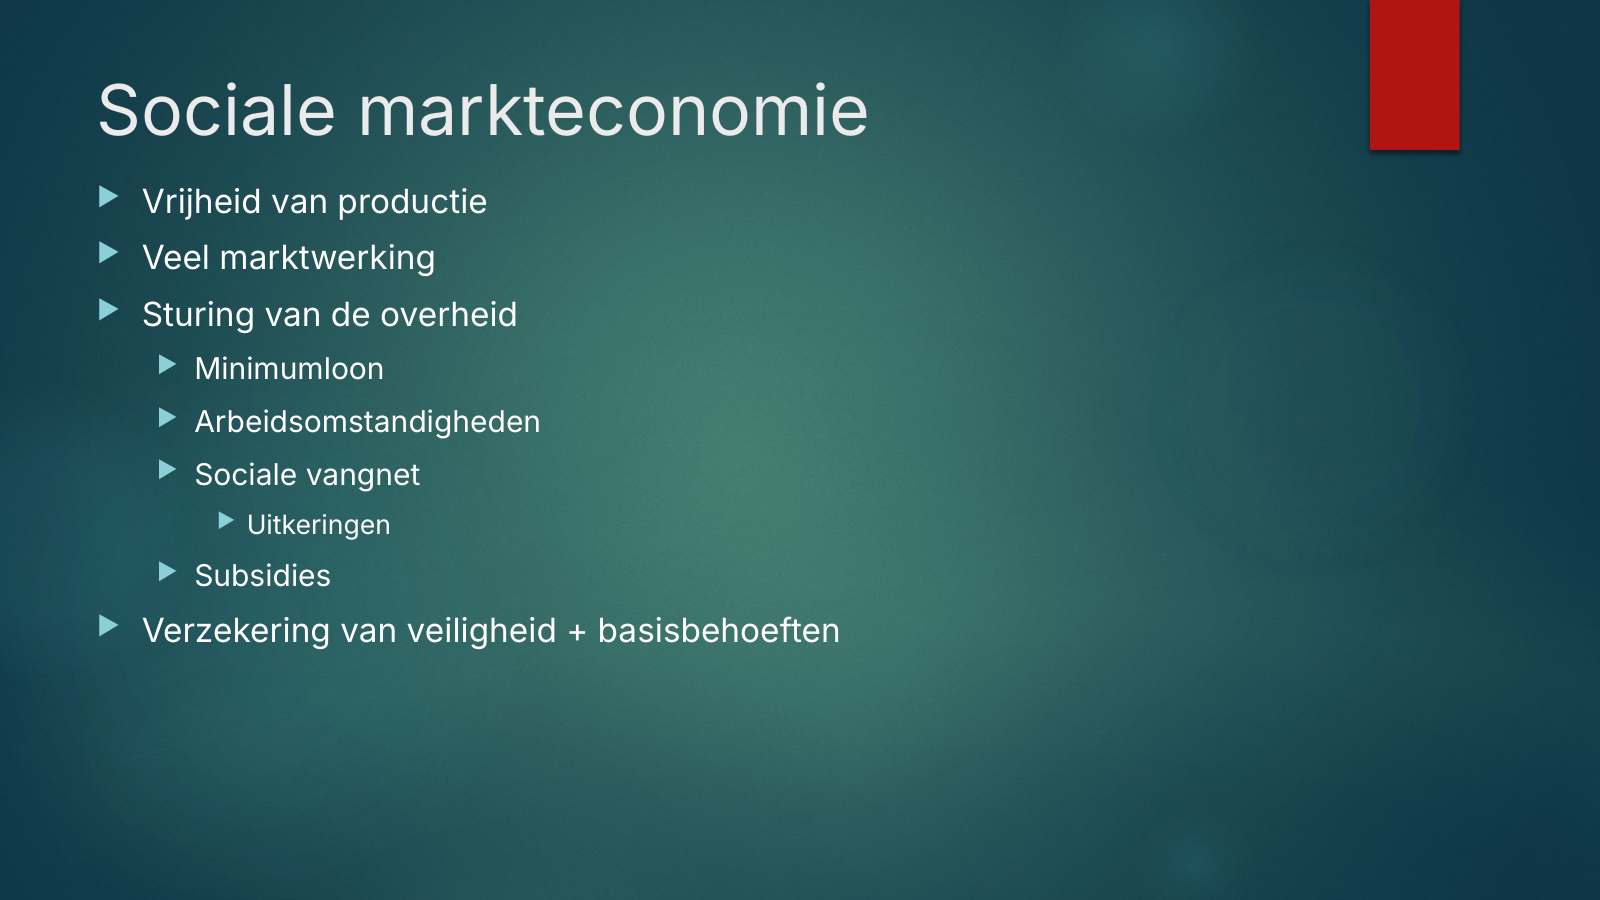 Sociale markteconomie
Vrijheid van productie
Veel marktwerking
Sturing van de overheid
Minimumloon
Arbeidsomstandigheden
Sociale vangnet
Uitkeringen
Subsidies
Verzekering van veiligheid + basisbehoeften